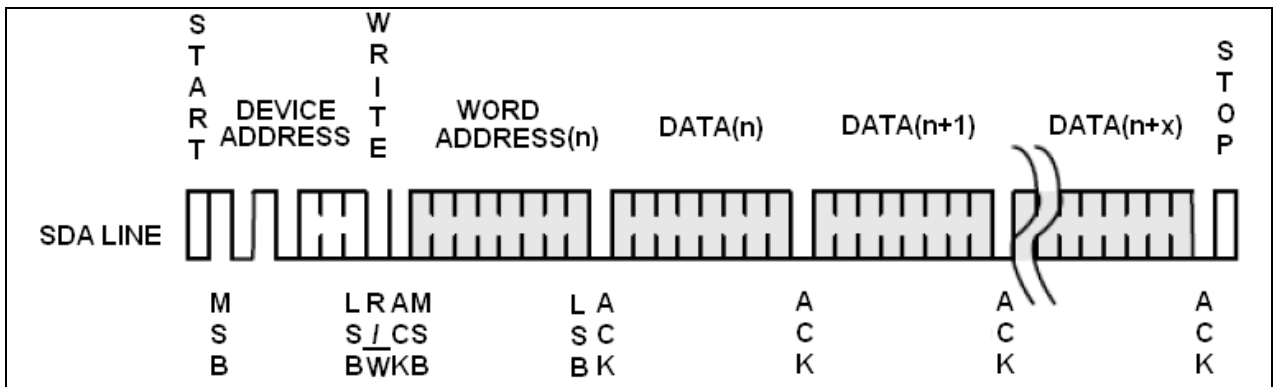 START
WRITE
STOP
DEVICE
ADDRESS
WORD
ADDRESS(n)
DATA(n)
DATA(n+1)
DATA(n+x)
SDA LINE
MSB
LSB
R/W
ACK
MSB
LSB
ACK
ACK
ACK
ACK